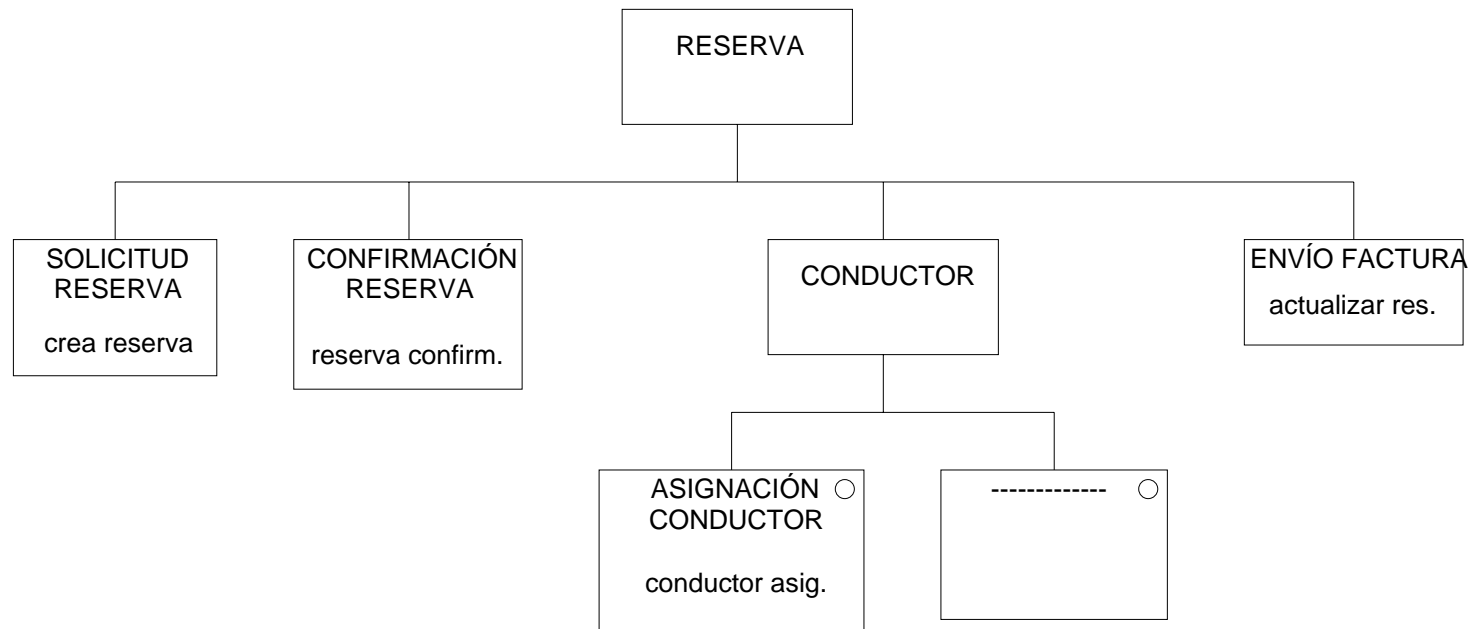 RESERVA
SOLICITUD
RESERVA
crea reserva
CONFIRMACIÓN
RESERVA
reserva confirm.
CONDUCTOR
ENVÍO FACTURA
actualizar res.
ASIGNACIÓN
CONDUCTOR
conductor asig.
-------------